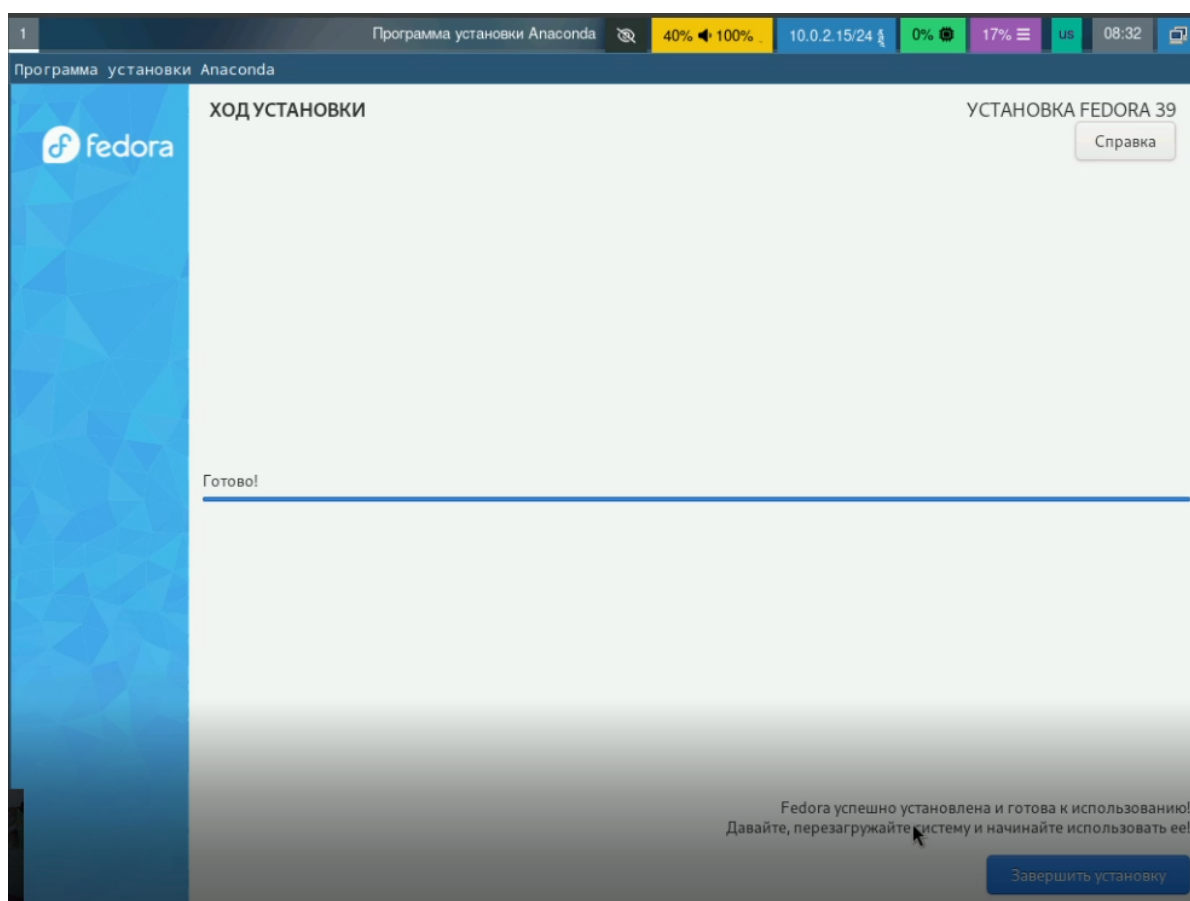 1 Программа установки Anaconda 40% 100% 10.0.2.15/24 0% 17% us 08:32
Программа установки Anaconda
fedora
ХОД УСТАНОВКИ
УСТАНОВКА FEDORA 39
Справка
Готово!
Fedora успешно установлена и готова к использованию!
Давайте, перезагружайте систему и начинайте использовать ее!
Завершить установку